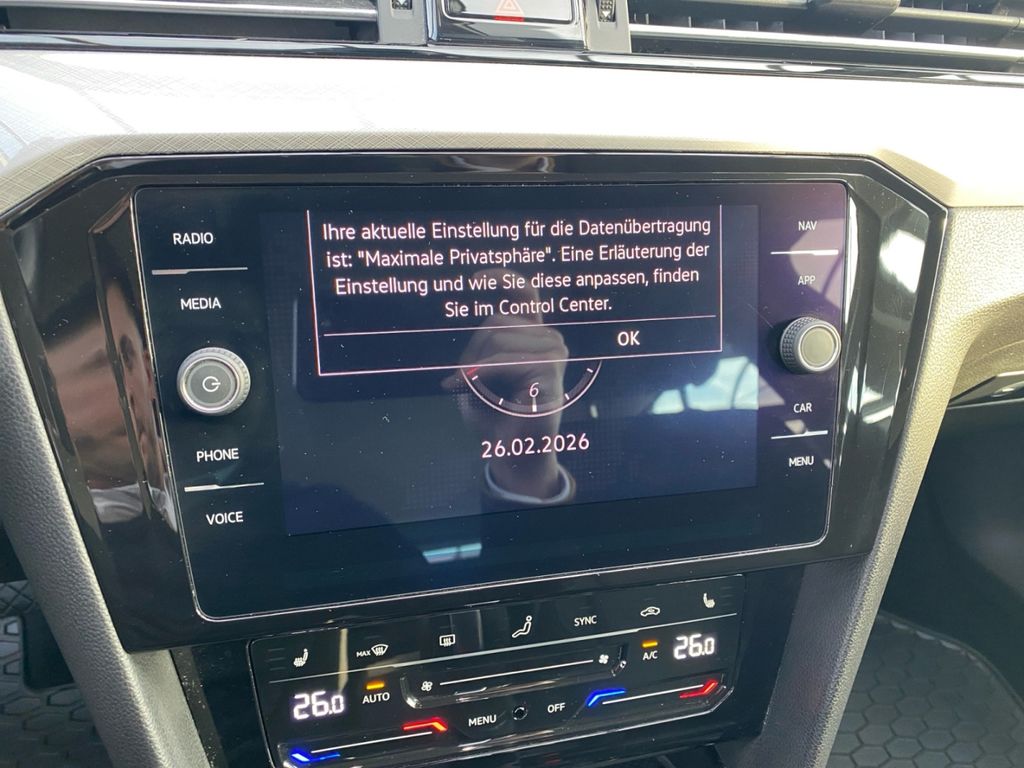 RADIO
MEDIA
PHONE
VOICE
Ihre aktuelle Einstellung für die Datenübertragung
ist: "Maximale Privatsphäre". Eine Erläuterung der
Einstellung und wie Sie diese anpassen, finden
Sie im Control Center.
OK
6
26.02.2026
NAV
APP
CAR
MENU
MAX
SYNC
26.0
AUTO
A/C
26.0
MENU
OFF